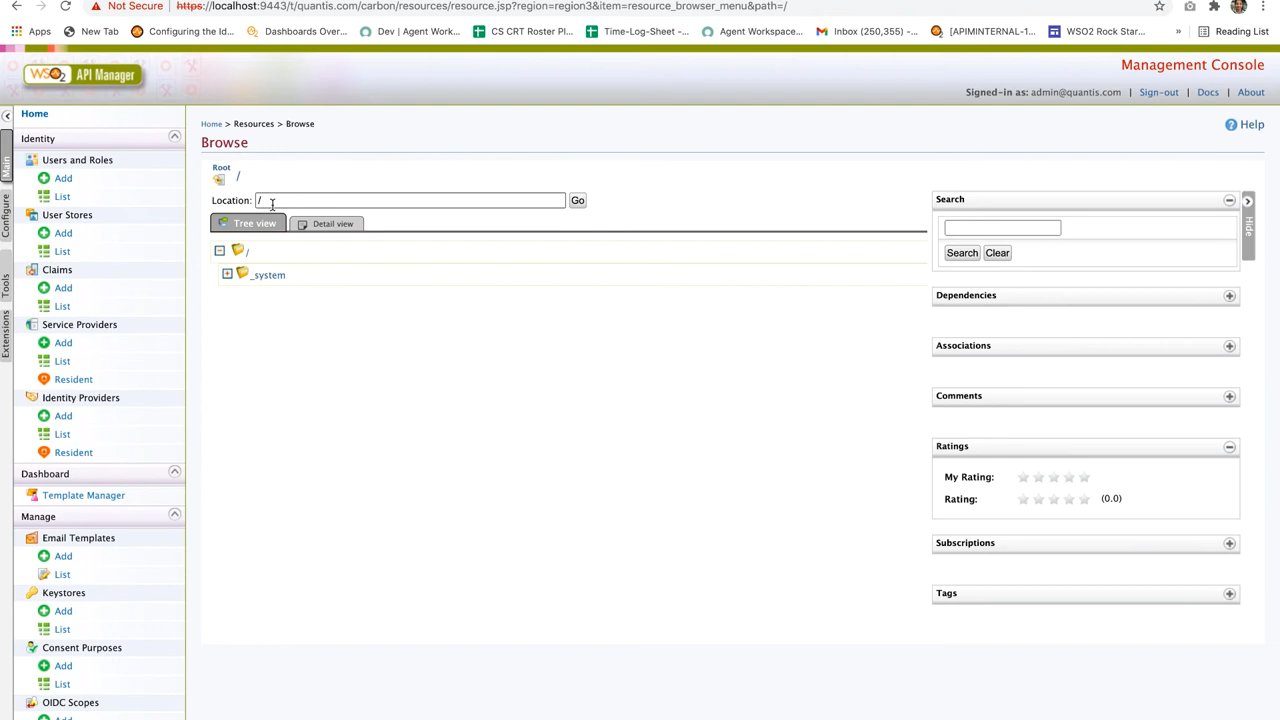 Not Secure
https://localhost:9443/t/quantis.com/carbon/resources/resource.jsp?region=region3&item=resource_browser_menu&path=/
Apps
New Tab
Configuring the Id...
Dashboards Over...
Dev | Agent Work...
CS CRT Roster Pl...
Time-Log-Sheet -...
Agent Workspace...
Inbox (250,355) -...
[APIMINTERNAL-1...
WSO2 Rock Star...
»
Reading List
WSO2 API Manager
Management Console
Signed-in as: admin@quantis.com | Sign-out | Docs | About
Main
Configure
Tools
Extensions
Home
Identity
Users and Roles
Add
List
User Stores
Add
List
Claims
Add
List
Service Providers
Add
List
Resident
Identity Providers
Add
List
Resident
Dashboard
Template Manager
Manage
Email Templates
Add
List
Keystores
Add
List
Consent Purposes
Add
List
OIDC Scopes
Add
Home > Resources > Browse
Help
Browse
Root
/
Location: /
Go
Tree view
Detail view
/
_system
Search
Search
Clear
Hide
Dependencies
Associations
Comments
Ratings
My Rating:
Rating: (0.0)
Subscriptions
Tags